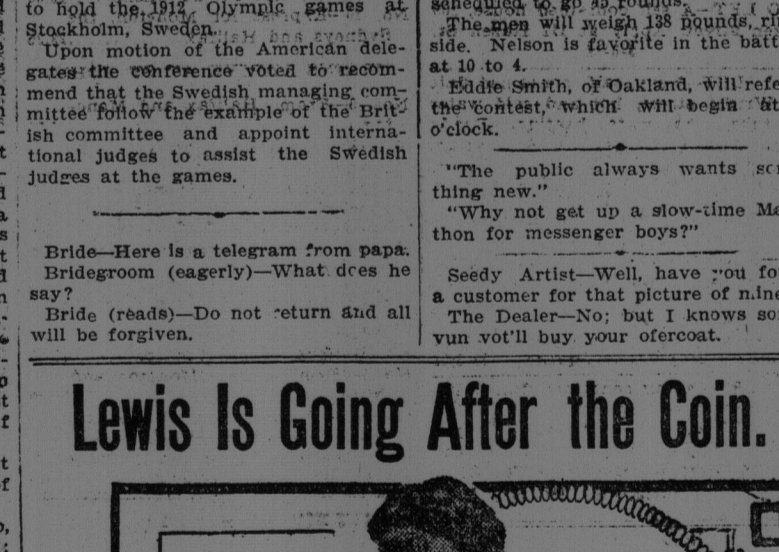 to hold the 1912 Olympic games at
Stockholm, Sweden.
Upon motion of the American dele-
gates the conference voted to recom-
mend that the Swedish managing com-
mittee follow the example of the Brit-
ish committee and appoint interna-
tional judges to assist the Swedish
judges at the games.
Bride—Here is a telegram from papa.
Bridegroom (eagerly)—What does he
say?
Bride (reads)—Do not return and all
will be forgiven.
scheduled to go 45 rounds.
The men will weigh 138 pounds,
side. Nelson is favorite in the
at 10 to 4.
Eddie Smith, of Oakland, will
the contest, which will begin at
o'clock.
"The public always wants
thing new."
"Why not get up a slow-time
thon for messenger boys?"
Seedy Artist—Well, have you
a customer for that picture of mine
The Dealer—No; but I knows
vun vot'll buy your ofercoat.
Lewis Is Going After the Coin.